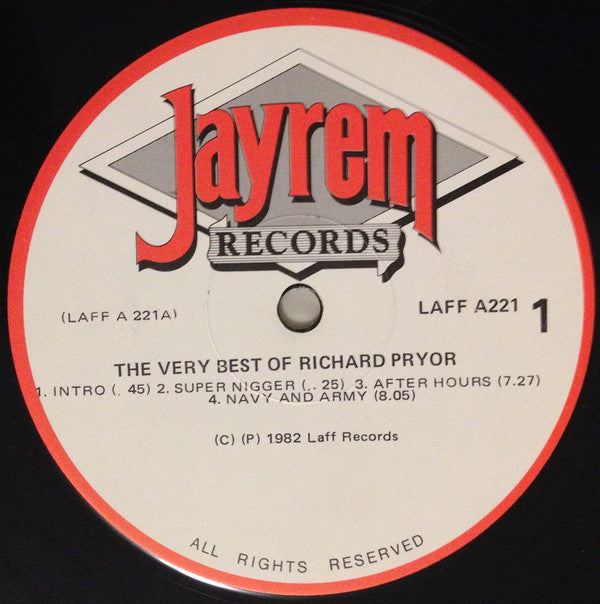 Jayrem
RECORDS
(LAFF A 221A)
LAFF A221 1
THE VERY BEST OF RICHARD PRYOR
1. INTRO (. 45) 2. SUPER NIGGER (.. 25) 3. AFTER HOURS (7.27)
4. NAVY AND ARMY (8.05)
(C) (P) 1982 Laff Records
ALL RIGHTS RESERVED